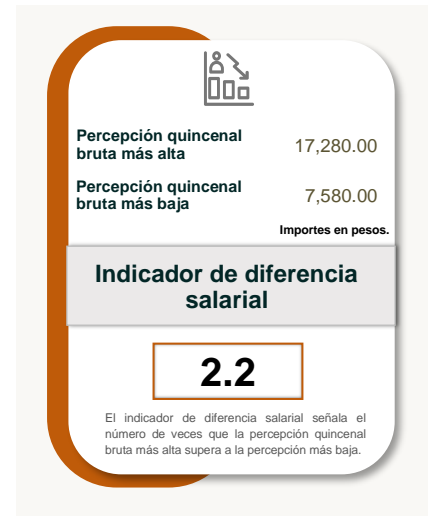 Percepción quincenal
bruta más alta
17,280.00
Percepción quincenal
bruta más baja
7,580.00
Importes en pesos.
Indicador de diferencia
salarial
2.2
El indicador de diferencia salarial señala el
número de veces que la percepción quincenal
bruta más alta supera a la percepción más baja.